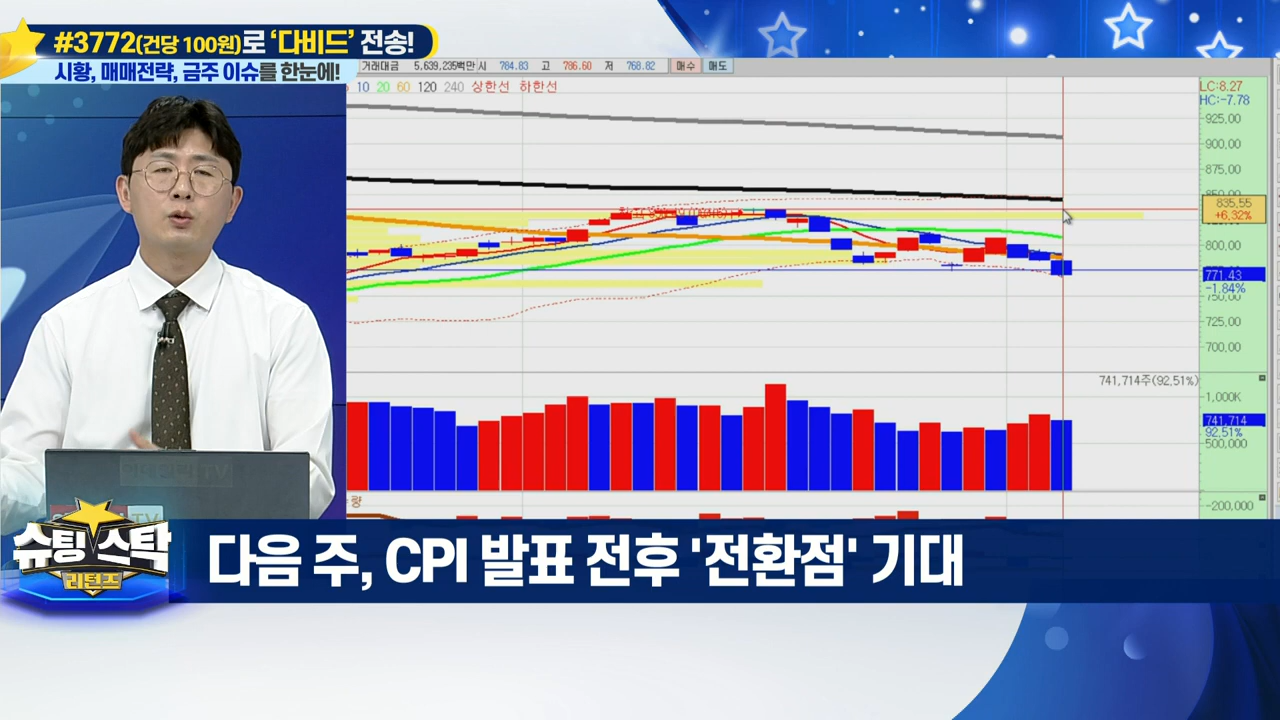 #3772(건당 100원)로 '다비드' 전송!
시황, 매매전략, 금주 이슈를 한눈에!
거래대금 5,639,235백만 시 784.83 고 786.60 저 768.82 매수 매도
10 20 60 120 240 상한선 하한선
LC:8.27
HC:-7.78
925.00
900.00
875.00
850.00
835.55
+6.32%
800.00
771.43
-1.84%
750.00
725.00
700.00
741,714주(92.51%)
1,000K
741,714
92.51%
500,000
량
-200,000
슈팅스탁
리턴즈
다음 주, CPI 발표 전후 '전환점' 기대